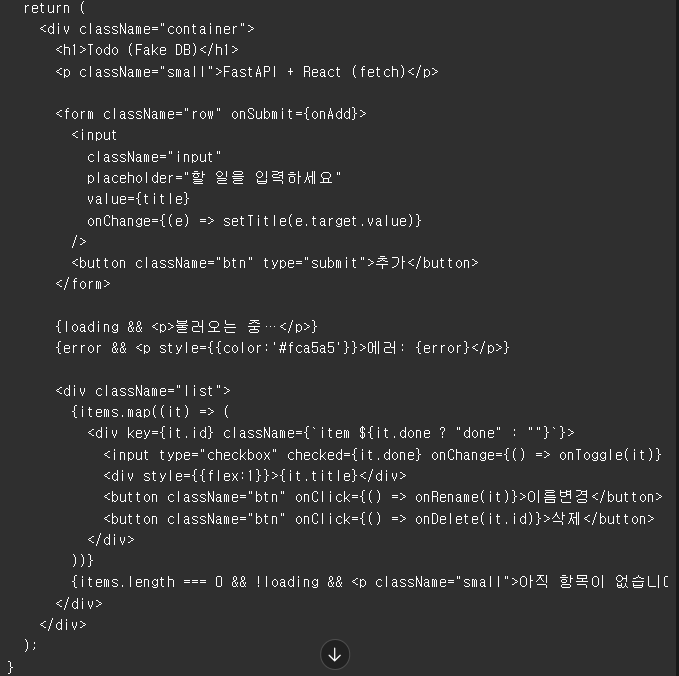 return (
<div className="container">
<h1>Todo (Fake DB)</h1>
<p className="small">FastAPI + React (fetch)</p>
<form className="row" onSubmit={onAdd}>
<input
className="input"
placeholder="할 일을 입력하세요"
value={title}
onChange={(e) => setTitle(e.target.value)}
/>
<button className="btn" type="submit">추가</button>
</form>
{loading && <p>불러오는 중…</p>}
{error && <p style={{color:'#fca5a5'}}>에러: {error}</p>}
<div className="list">
{items.map((it) => (
<div key={it.id} className={`item ${it.done ? "done" : ""}`}>
<input type="checkbox" checked={it.done} onChange={() => onToggle(it)}
<div style={{flex:1}}>{it.title}</div>
<button className="btn" onClick={() => onRename(it)}>이름변경</button>
<button className="btn" onClick={() => onDelete(it.id)}>삭제</button>
</div>
))}
{items.length === 0 && !loading && <p className="small">아직 항목이
</div>
</div>
);
}